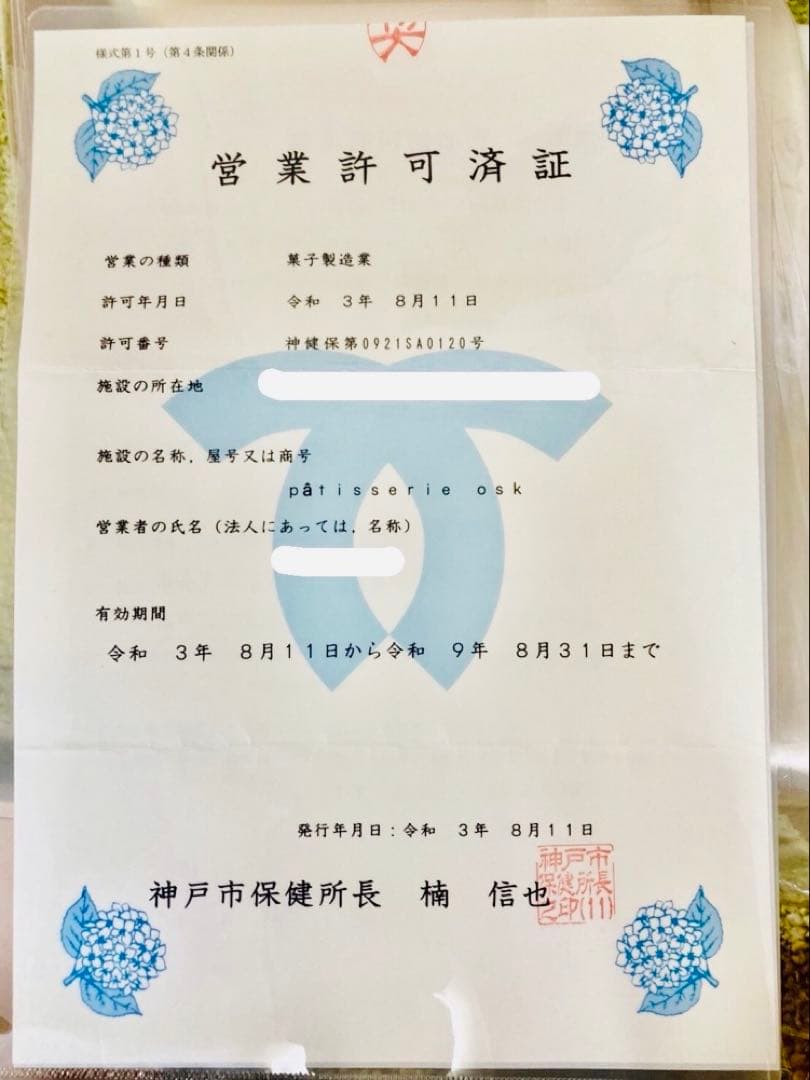 様式第1号（第4条関係）
営業許可済証
営業の種類　菓子製造業
許可年月日　令和　3年　8月11日
許可番号　神健保第0921SA0120号
施設の所在地
施設の名称，屋号又は商号
pâtisserie osk
営業者の氏名（法人にあっては，名称）
有効期間
令和　3年　8月11日から令和　9年　8月31日まで
発行年月日：令和　3年　8月11日
神戸市保健所長　楠　信也
神戸市
保健所長
之印(11)